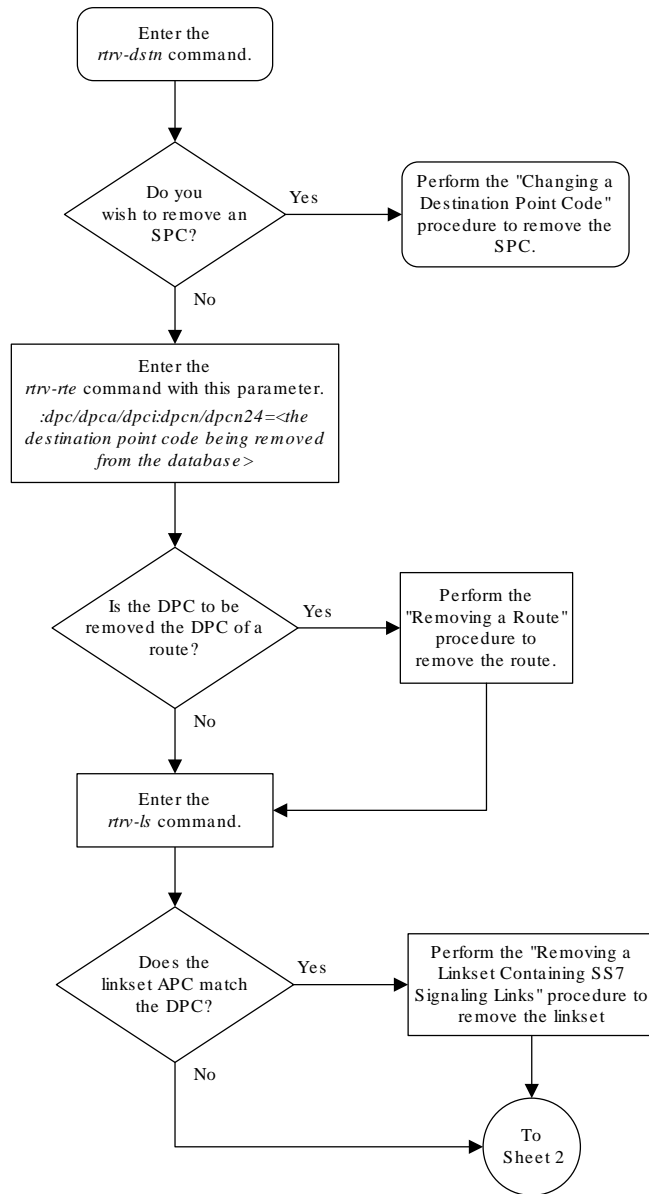 Enter the
rtrv-dstn command.
Do you
wish to remove an
SPC?
Yes
Perform the "Changing a
Destination Point Code"
procedure to remove the
SPC.
No
Enter the
rtrv-rte command with this parameter.
:dpc/dpca/dpci:dpcn/dpcn24=<the
destination point code being removed
from the database>
Is the DPC to be
removed the DPC of a
route?
Yes
Perform the
"Removing a Route"
procedure to
remove the route.
No
Enter the
rtrv-ls command.
Does the
linkset APC match
the DPC?
Yes
Perform the "Removing a
Linkset Containing SS7
Signaling Links" procedure to
remove the linkset
No
To
Sheet 2